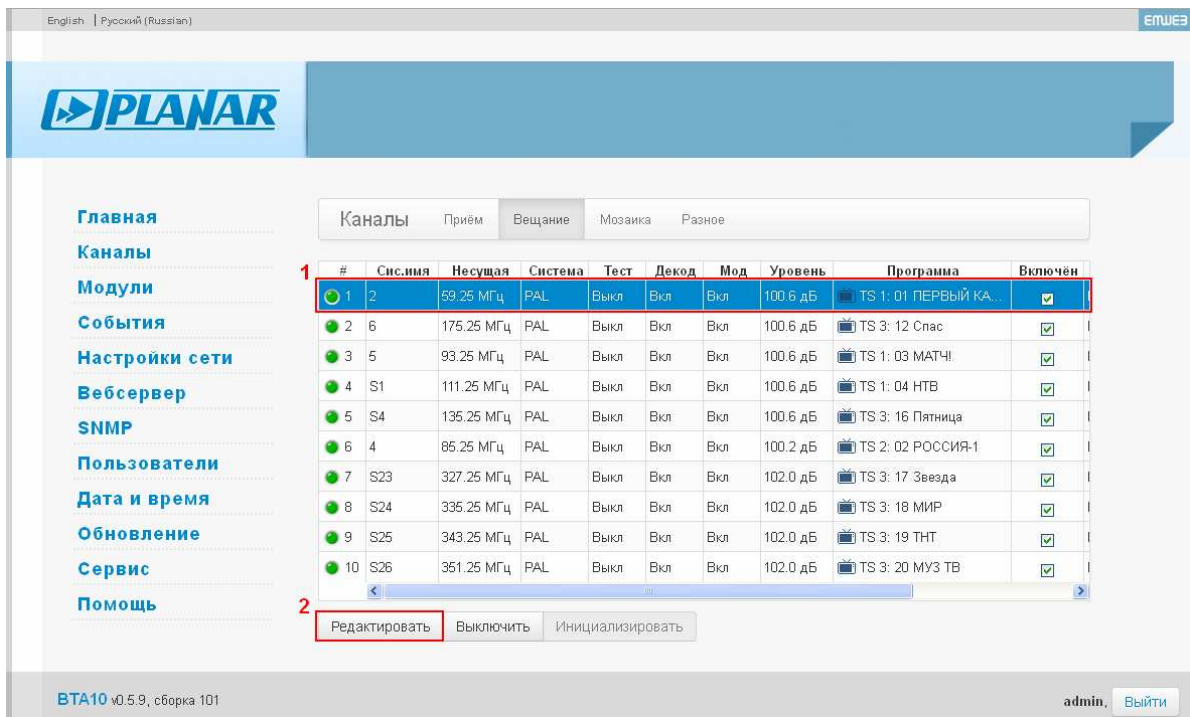 English | Русский (Russian)
EMWEB
PLANAR
Главная
Каналы
Модули
События
Настройки сети
Вебсервер
SNMP
Пользователи
Дата и время
Обновление
Сервис
Помощь
Каналы Приём Вещание Мозаика Разное
1
# Сис.имя Несущая Система Тест Декод Мод Уровень Программа Включён
1 2 59.25 МГц PAL Выкл Вкл Вкл 100.6 дБ TS 1: 01 ПЕРВЫЙ КА...
2 6 175.25 МГц PAL Выкл Вкл Вкл 100.6 дБ TS 3: 12 Спас
3 5 93.25 МГц PAL Выкл Вкл Вкл 100.6 дБ TS 1: 03 МАТЧ!
4 S1 111.25 МГц PAL Выкл Вкл Вкл 100.6 дБ TS 1: 04 НТВ
5 S4 135.25 МГц PAL Выкл Вкл Вкл 100.6 дБ TS 3: 16 Пятница
6 4 85.25 МГц PAL Выкл Вкл Вкл 100.2 дБ TS 2: 02 РОССИЯ-1
7 S23 327.25 МГц PAL Выкл Вкл Вкл 102.0 дБ TS 3: 17 Звезда
8 S24 335.25 МГц PAL Выкл Вкл Вкл 102.0 дБ TS 3: 18 МИР
9 S25 343.25 МГц PAL Выкл Вкл Вкл 102.0 дБ TS 3: 19 ТНТ
10 S26 351.25 МГц PAL Выкл Вкл Вкл 102.0 дБ TS 3: 20 МУЗ ТВ
2
Редактировать Выключить Инициализировать
BTA10 v0.5.9, сборка 101
admin, Выйти